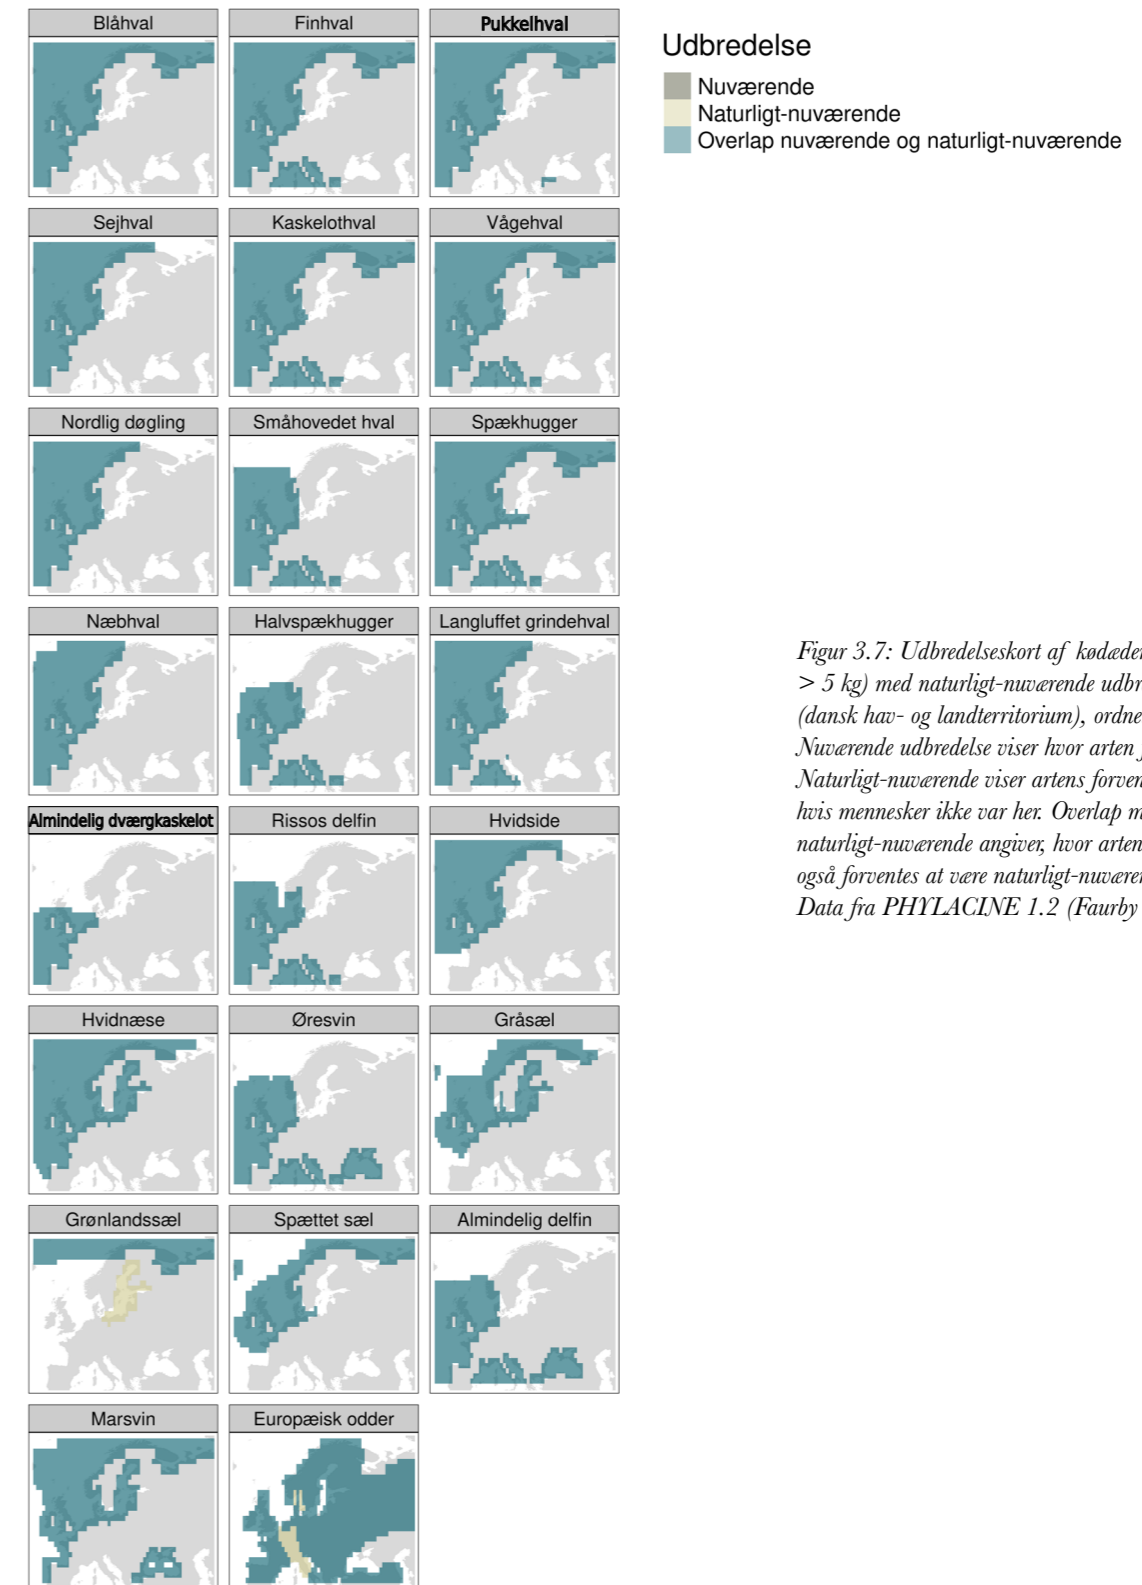 Blåhval
Finhval
Pukkelhval
Udbredelse
Nuværende
Naturligt-nuværende
Overlap nuværende og naturligt-nuværende
Sejhval
Kaskelothval
Vågehval
Nordlig døgling
Småhovedet hval
Spækhugger
Næbhval
Halvspækhugger
Langluffet grindehval
Figur 3.7: Udbredelseskort af kødæder
> 5 kg) med naturligt-nuværende udbr
(dansk hav- og landterritorium), ordne
Nuværende udbredelse viser hvor arten
Naturligt-nuværende viser artens forven
hvis mennesker ikke var her. Overlap m
naturligt-nuværende angiver, hvor arten
også forventes at være naturligt-nuværen
Data fra PHYLACINE 1.2 (Faurby
Almindelig dværgkaskelot
Rissos delfin
Hvidside
Hvidnæse
Øresvin
Gråsæl
Grønlandssæl
Spættet sæl
Almindelig delfin
Marsvin
Europæisk odder